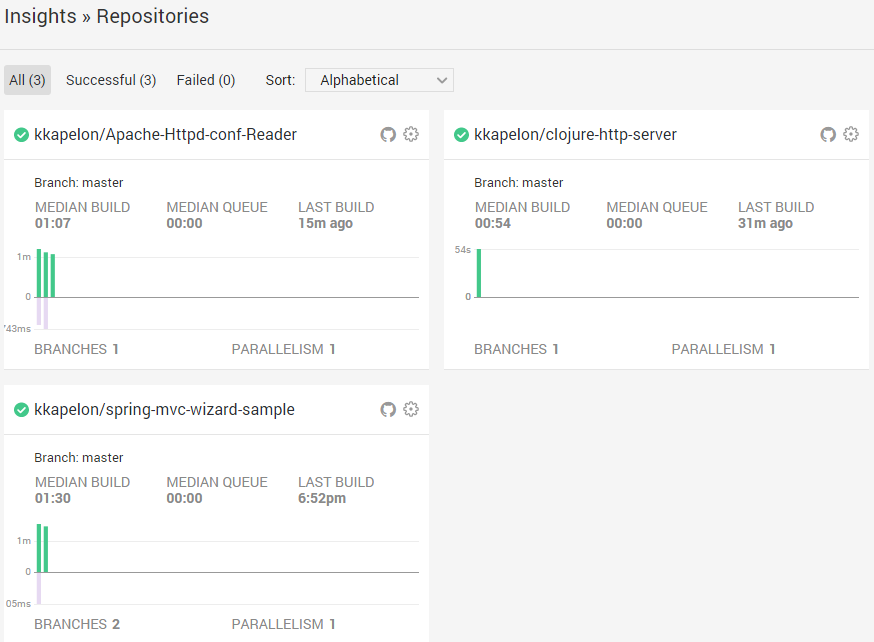 Insights » Repositories
All (3) Successful (3) Failed (0) Sort: Alphabetical
kkapelon/Apache-Httpd-conf-Reader
Branch: master
MEDIAN BUILD MEDIAN QUEUE LAST BUILD
01:07 00:00 15m ago
1m
0
'43ms
BRANCHES 1 PARALLELISM 1
kkapelon/clojure-http-server
Branch: master
MEDIAN BUILD MEDIAN QUEUE LAST BUILD
00:54 00:00 31m ago
54s
0
BRANCHES 1 PARALLELISM 1
kkapelon/spring-mvc-wizard-sample
Branch: master
MEDIAN BUILD MEDIAN QUEUE LAST BUILD
01:30 00:00 6:52pm
1m
0
05ms
BRANCHES 2 PARALLELISM 1